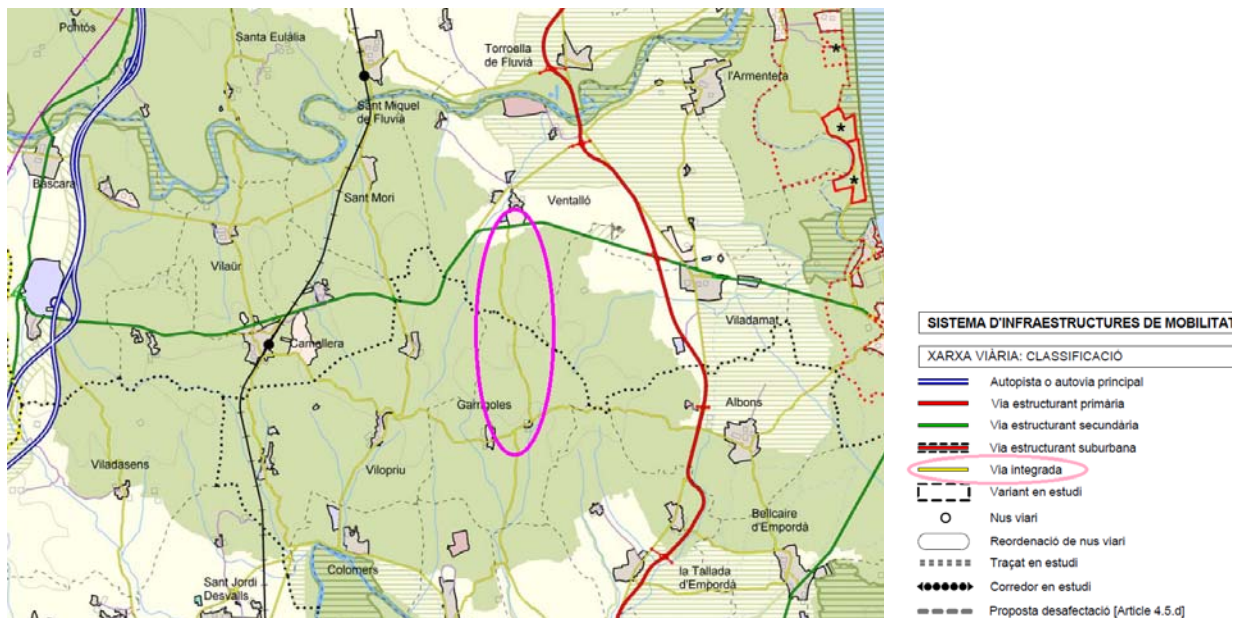 Pontós
Santa Eulàlia
Torroella
de Fluvià
l'Armentera
Sant Miquel
de Fluvià
Bàscara
Sant Mori
Ventalló
Vilaür
Camallera
Viladamat
Garrigoles
Albons
Viladasens
Vilopriu
Bellcaire
d'Empordà
Colomers
la Tallada
d'Empordà
Sant Jordi
Desvalls
SISTEMA D'INFRAESTRUCTURES DE MOBILITAT
XARXA VIÀRIA: CLASSIFICACIÓ
Autopista o autovia principal
Via estructurant primària
Via estructurant secundària
Via estructurant suburbana
Via integrada
Variant en estudi
Nus viari
Reordenació de nus viari
Traçat en estudi
Corredor en estudi
Proposta desafectació [Article 4.5.d]